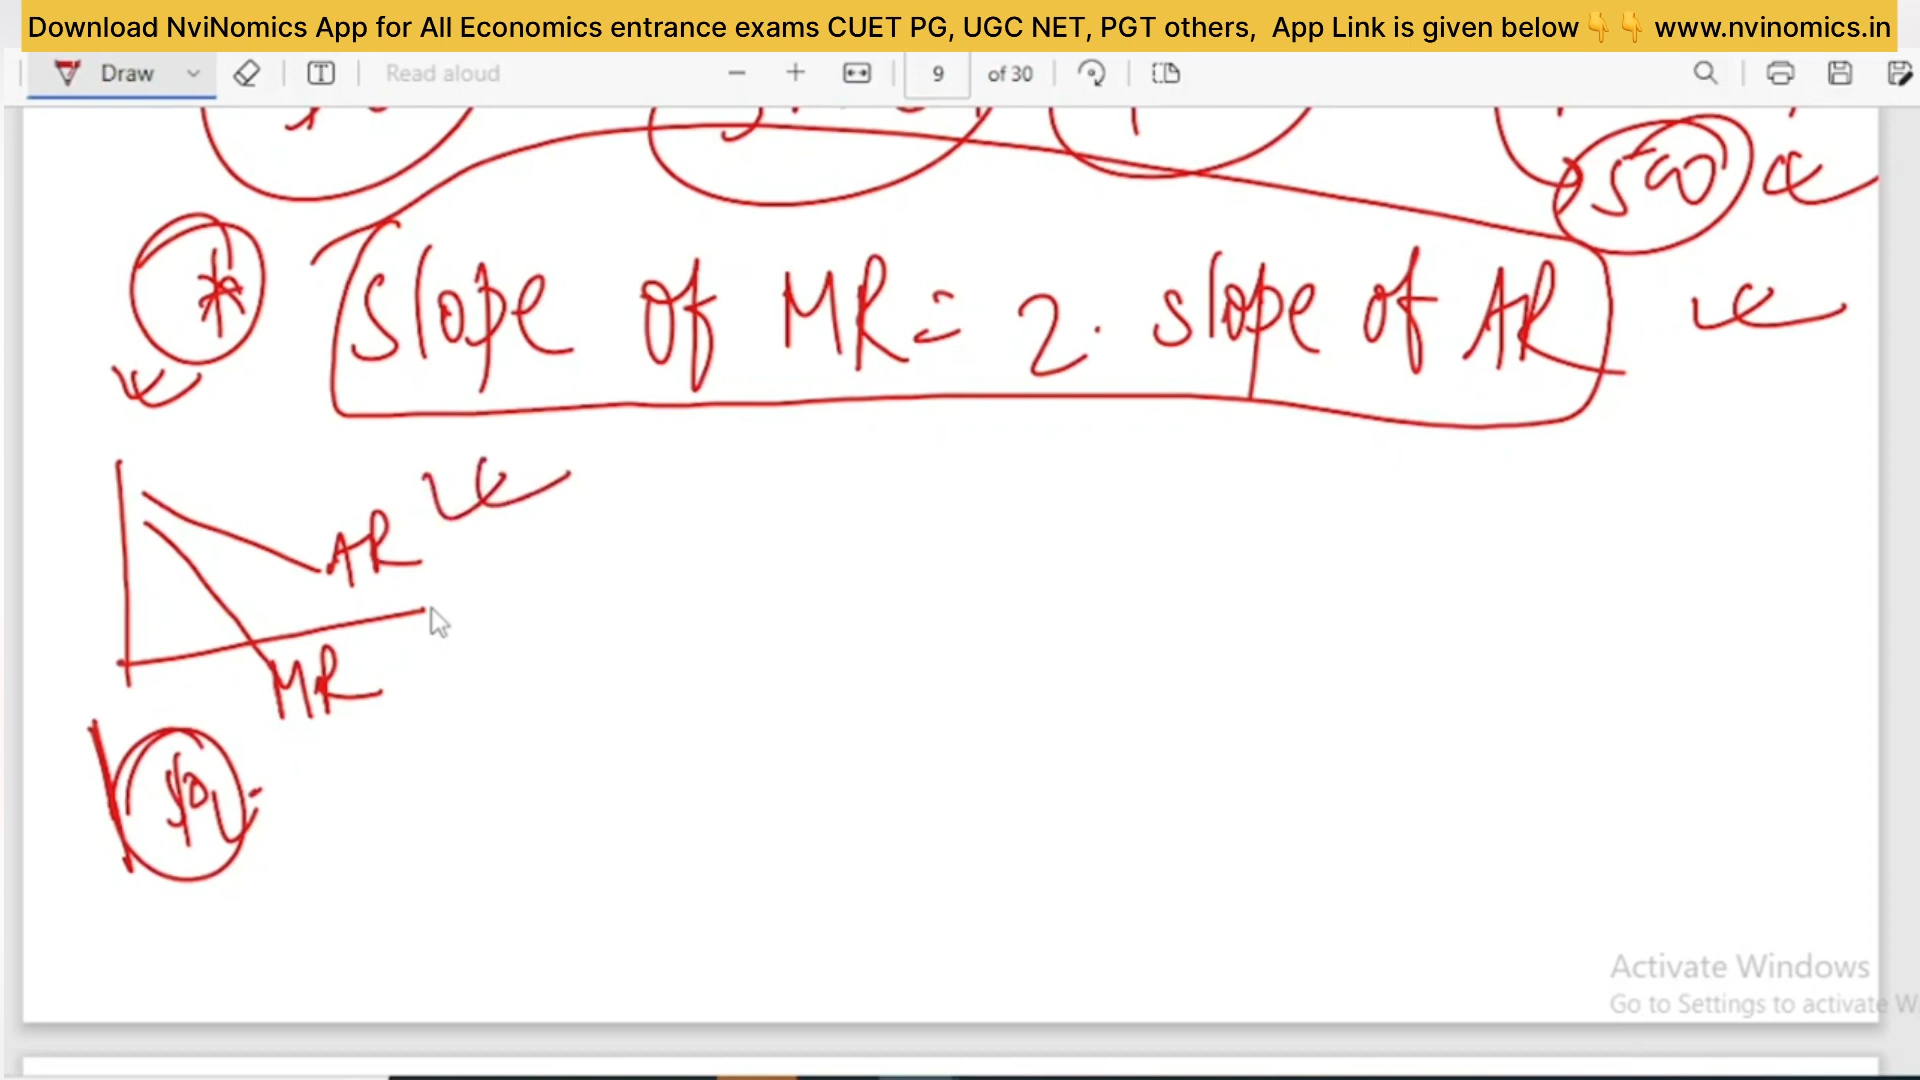 Download NviNomics App for All Economics entrance exams CUET PG, UGC NET, PGT others, App Link is given below👇👇 www.nvinomics.in
Draw Read aloud 9 of 30
500
* Slope of MR = 2. slope of AR
AR
MR
Activate Windows
Go to Settings to activate W